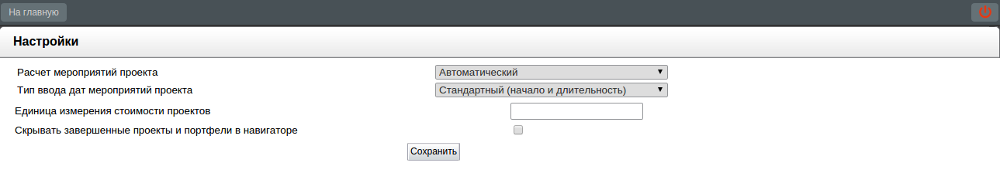 На главную
Настройки
Расчет мероприятий проекта Автоматический
Тип ввода дат мероприятий проекта Стандартный (начало и длительность)
Единица измерения стоимости проектов
Скрывать завершенные проекты и портфели в навигаторе
Сохранить